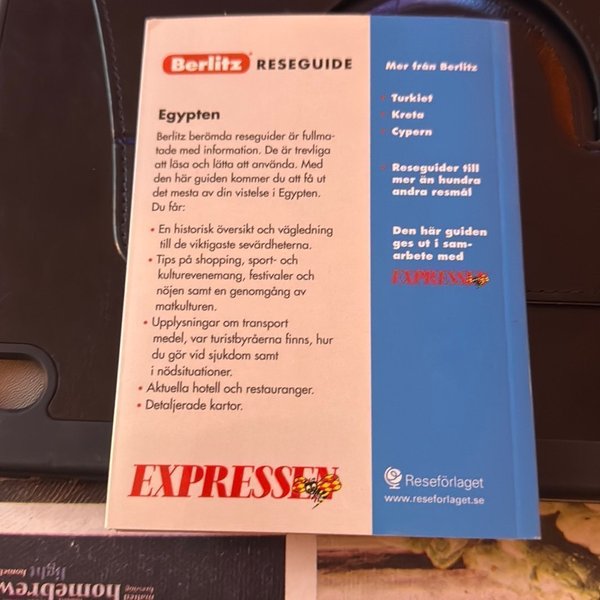 Berlitz RESEGUIDE
Egypten
Berlitz berömda reseguider är fullma-
tade med information. De är trevliga
att läsa och lätta att använda. Med
den här guiden kommer du att få ut
det mesta av din vistelse i Egypten.
Du får:
• En historisk översikt och vägledning
till de viktigaste sevärdheterna.
• Tips på shopping, sport- och
kulturevenemang, festivaler och
nöjen samt en genomgång av
matkulturen.
• Upplysningar om transport
medel, var turistbyråerna finns, hur
du gör vid sjukdom samt
i nödsituationer.
• Aktuella hotell och restauranger.
• Detaljerade kartor.
EXPRESSEN
Mer från Berlitz
• Turkiet
• Kreta
• Cypern
• Reseguider till
mer än hundra
andra resmål
Den här guiden
ges ut i sam-
arbete med
EXPRESSEN
Reseförlaget
www.reseforlaget.se
homebrew
light
malted